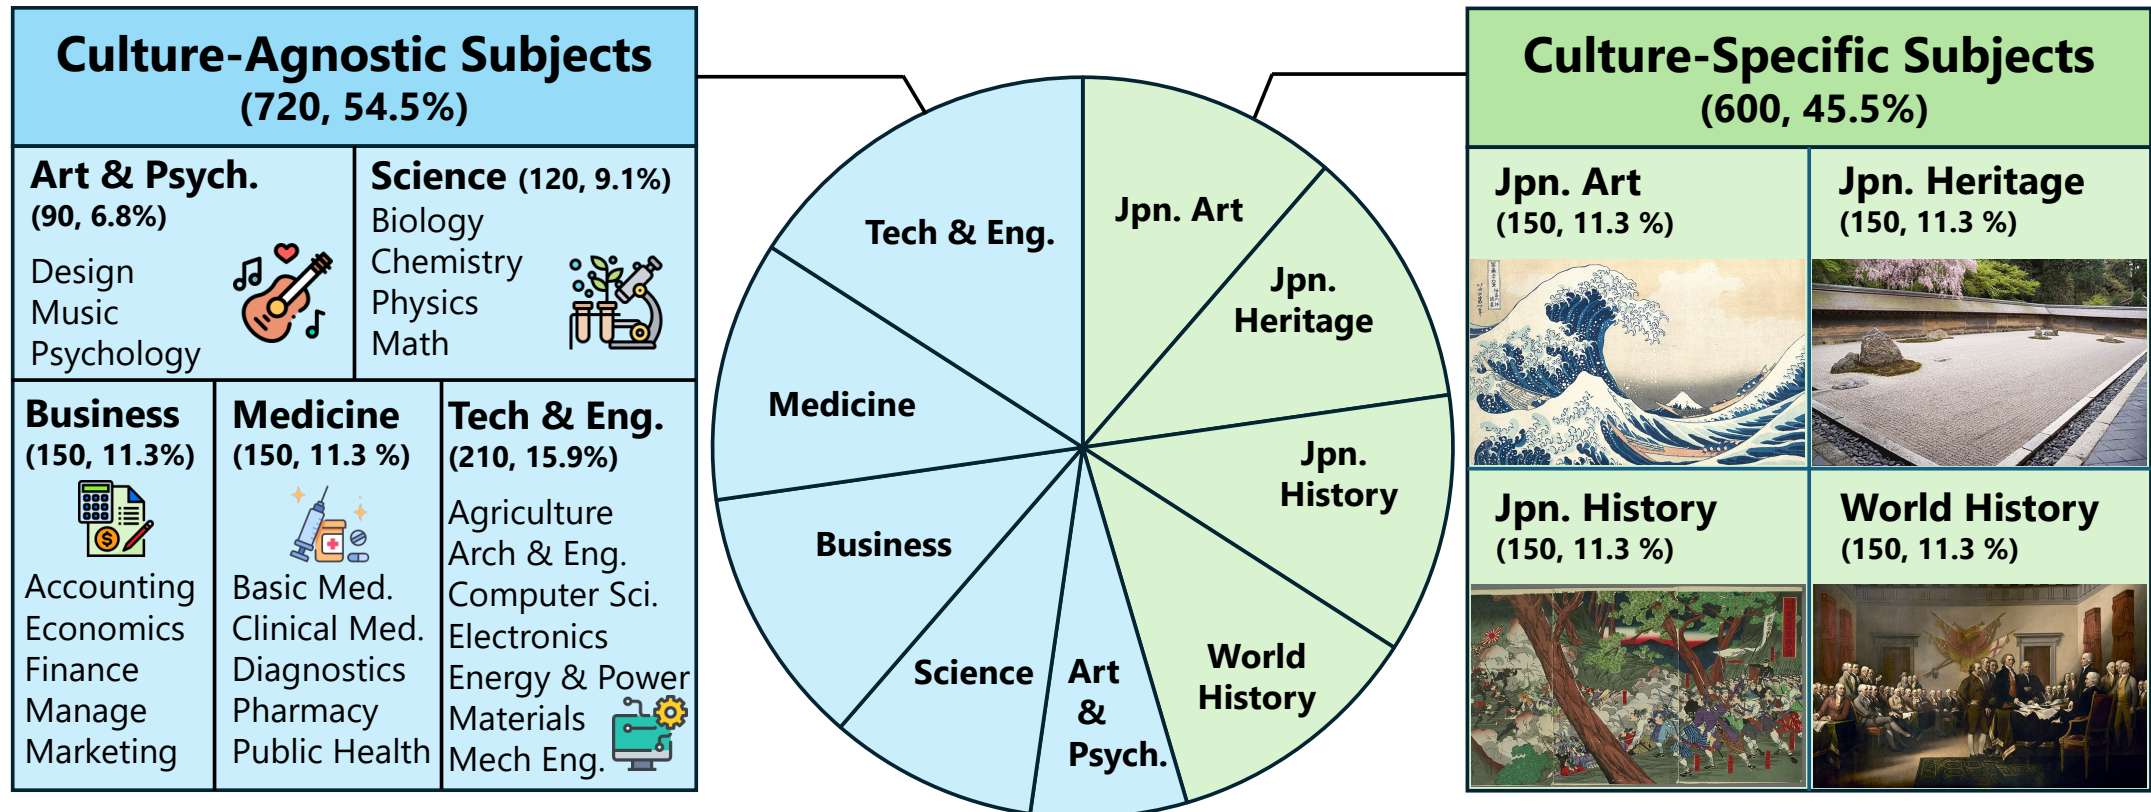 Culture-Agnostic Subjects
(720, 54.5%)
Art & Psych.
(90, 6.8%)
Design
Music
Psychology
Science (120, 9.1%)
Biology
Chemistry
Physics
Math
Business
(150, 11.3%)
Accounting
Economics
Finance
Manage
Marketing
Medicine
(150, 11.3 %)
Basic Med.
Clinical Med.
Diagnostics
Pharmacy
Public Health
Tech & Eng.
(210, 15.9%)
Agriculture
Arch & Eng.
Computer Sci.
Electronics
Energy & Power
Materials
Mech Eng.
Tech & Eng.
Medicine
Business
Science
Art
&
Psych.
Jpn. Art
Jpn.
Heritage
Jpn.
History
World
History
Culture-Specific Subjects
(600, 45.5%)
Jpn. Art
(150, 11.3 %)
Jpn. Heritage
(150, 11.3 %)
Jpn. History
(150, 11.3 %)
World History
(150, 11.3 %)